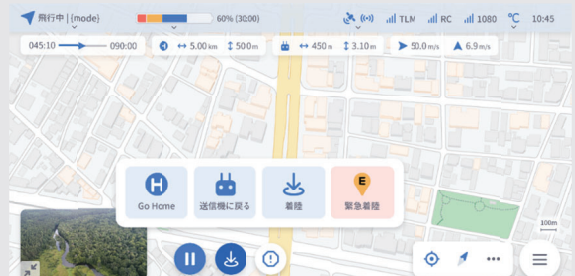 飛行中 | {mode}
60% (30:00)
TLM
RC
1080
℃
10:45
045:10
090:00
5.00 km
500 m
450 m
3.10 m
50.0 m/s
6.9 m/s
H
Go Home
送信機に戻る
着陸
E
緊急着陸
100m